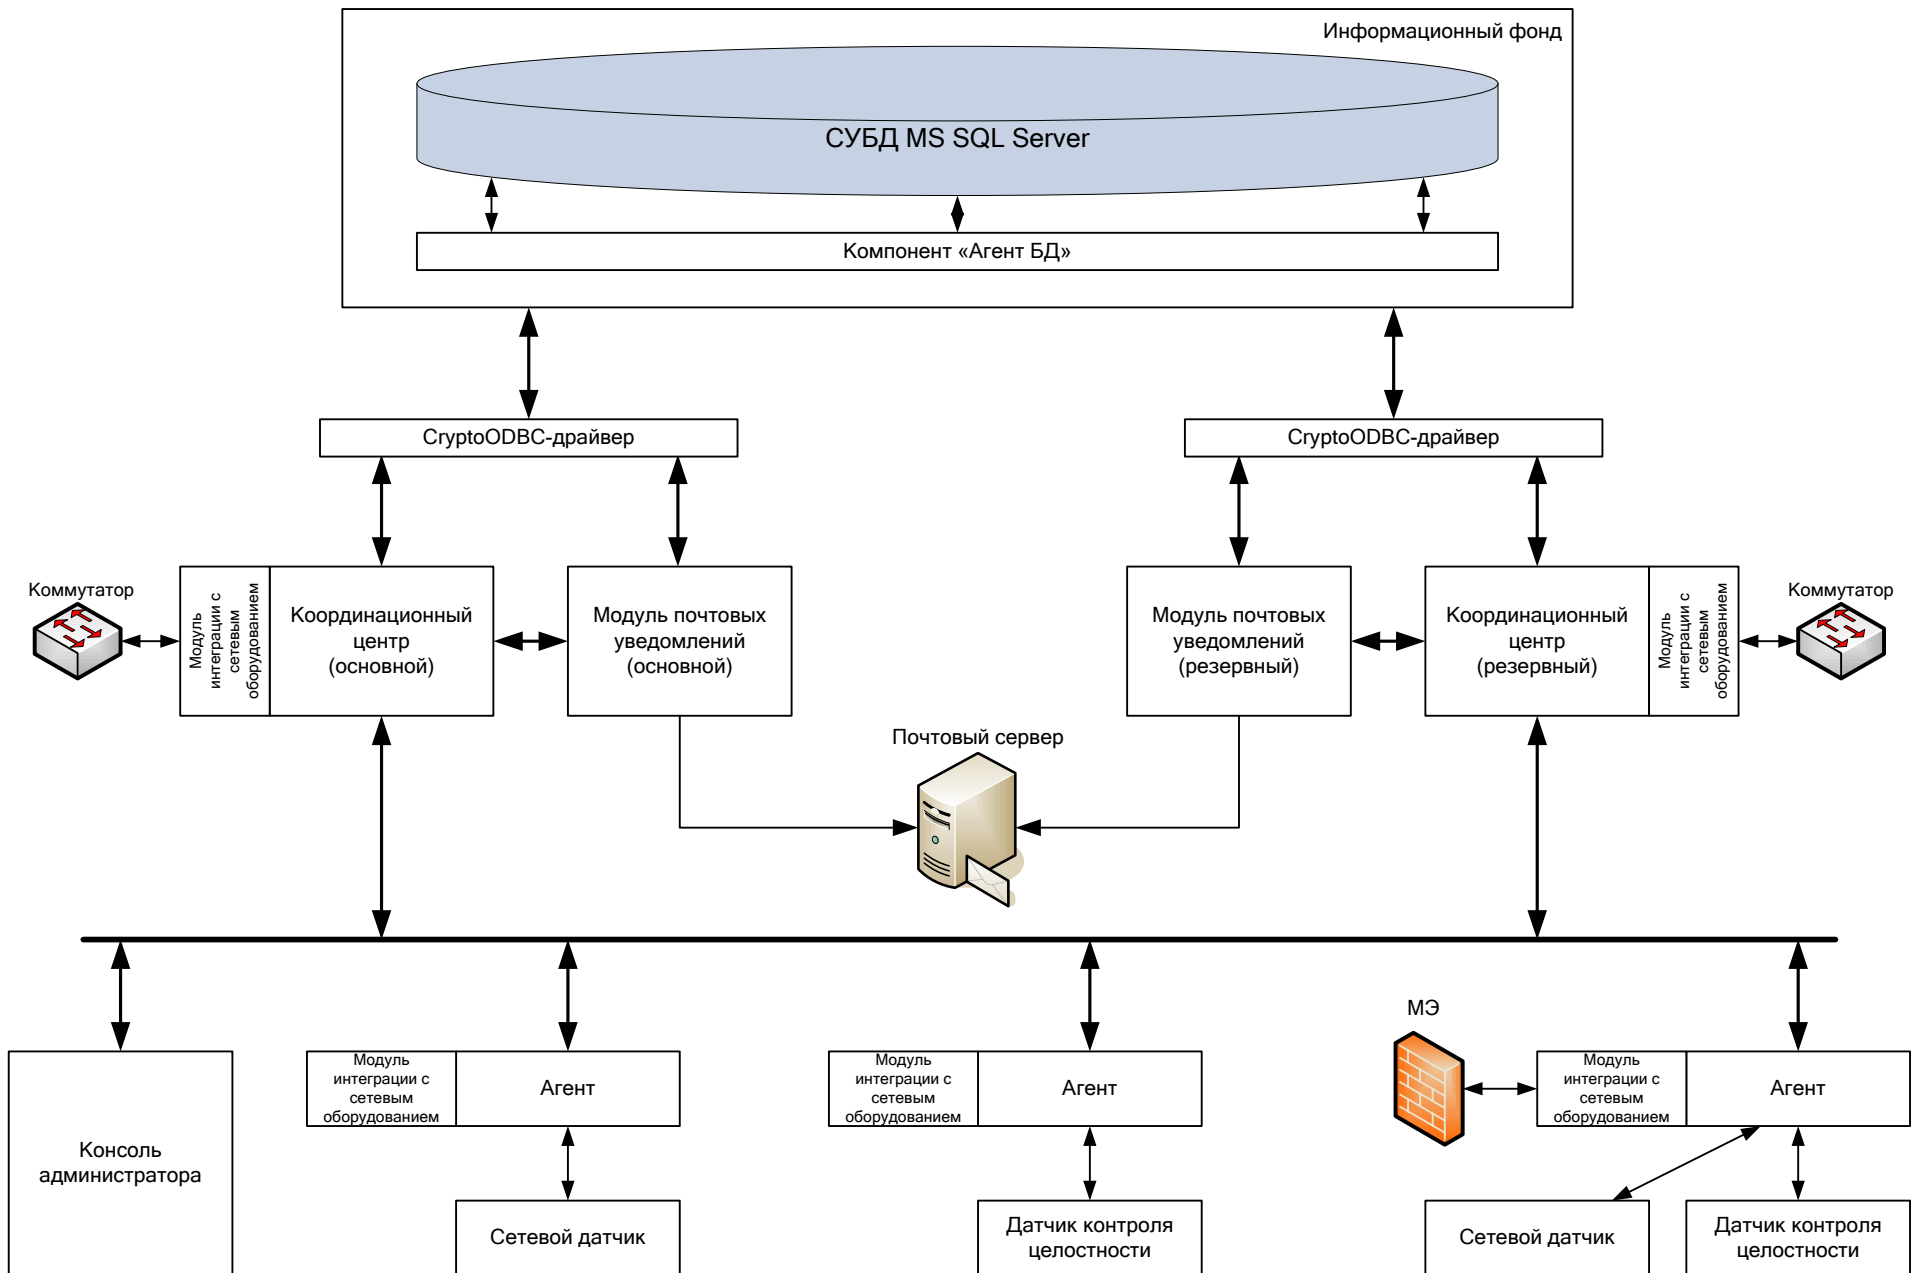 Информационный фонд
СУБД MS SQL Server
Компонент «Агент БД»
CryptoODBC-драйвер
CryptoODBC-драйвер
Коммутатор
Модуль
интеграции с
сетевым
оборудованием
Координационный
центр
(основной)
Модуль почтовых
уведомлений
(основной)
Модуль почтовых
уведомлений
(резервный)
Координационный
центр
(резервный)
Модуль
интеграции с
сетевым
оборудованием
Коммутатор
Почтовый сервер
МЭ
Консоль
администратора
Модуль
интеграции с
сетевым
оборудованием
Агент
Модуль
интеграции с
сетевым
оборудованием
Агент
Модуль
интеграции с
сетевым
оборудованием
Агент
Сетевой датчик
Датчик контроля
целостности
Сетевой датчик
Датчик контроля
целостности